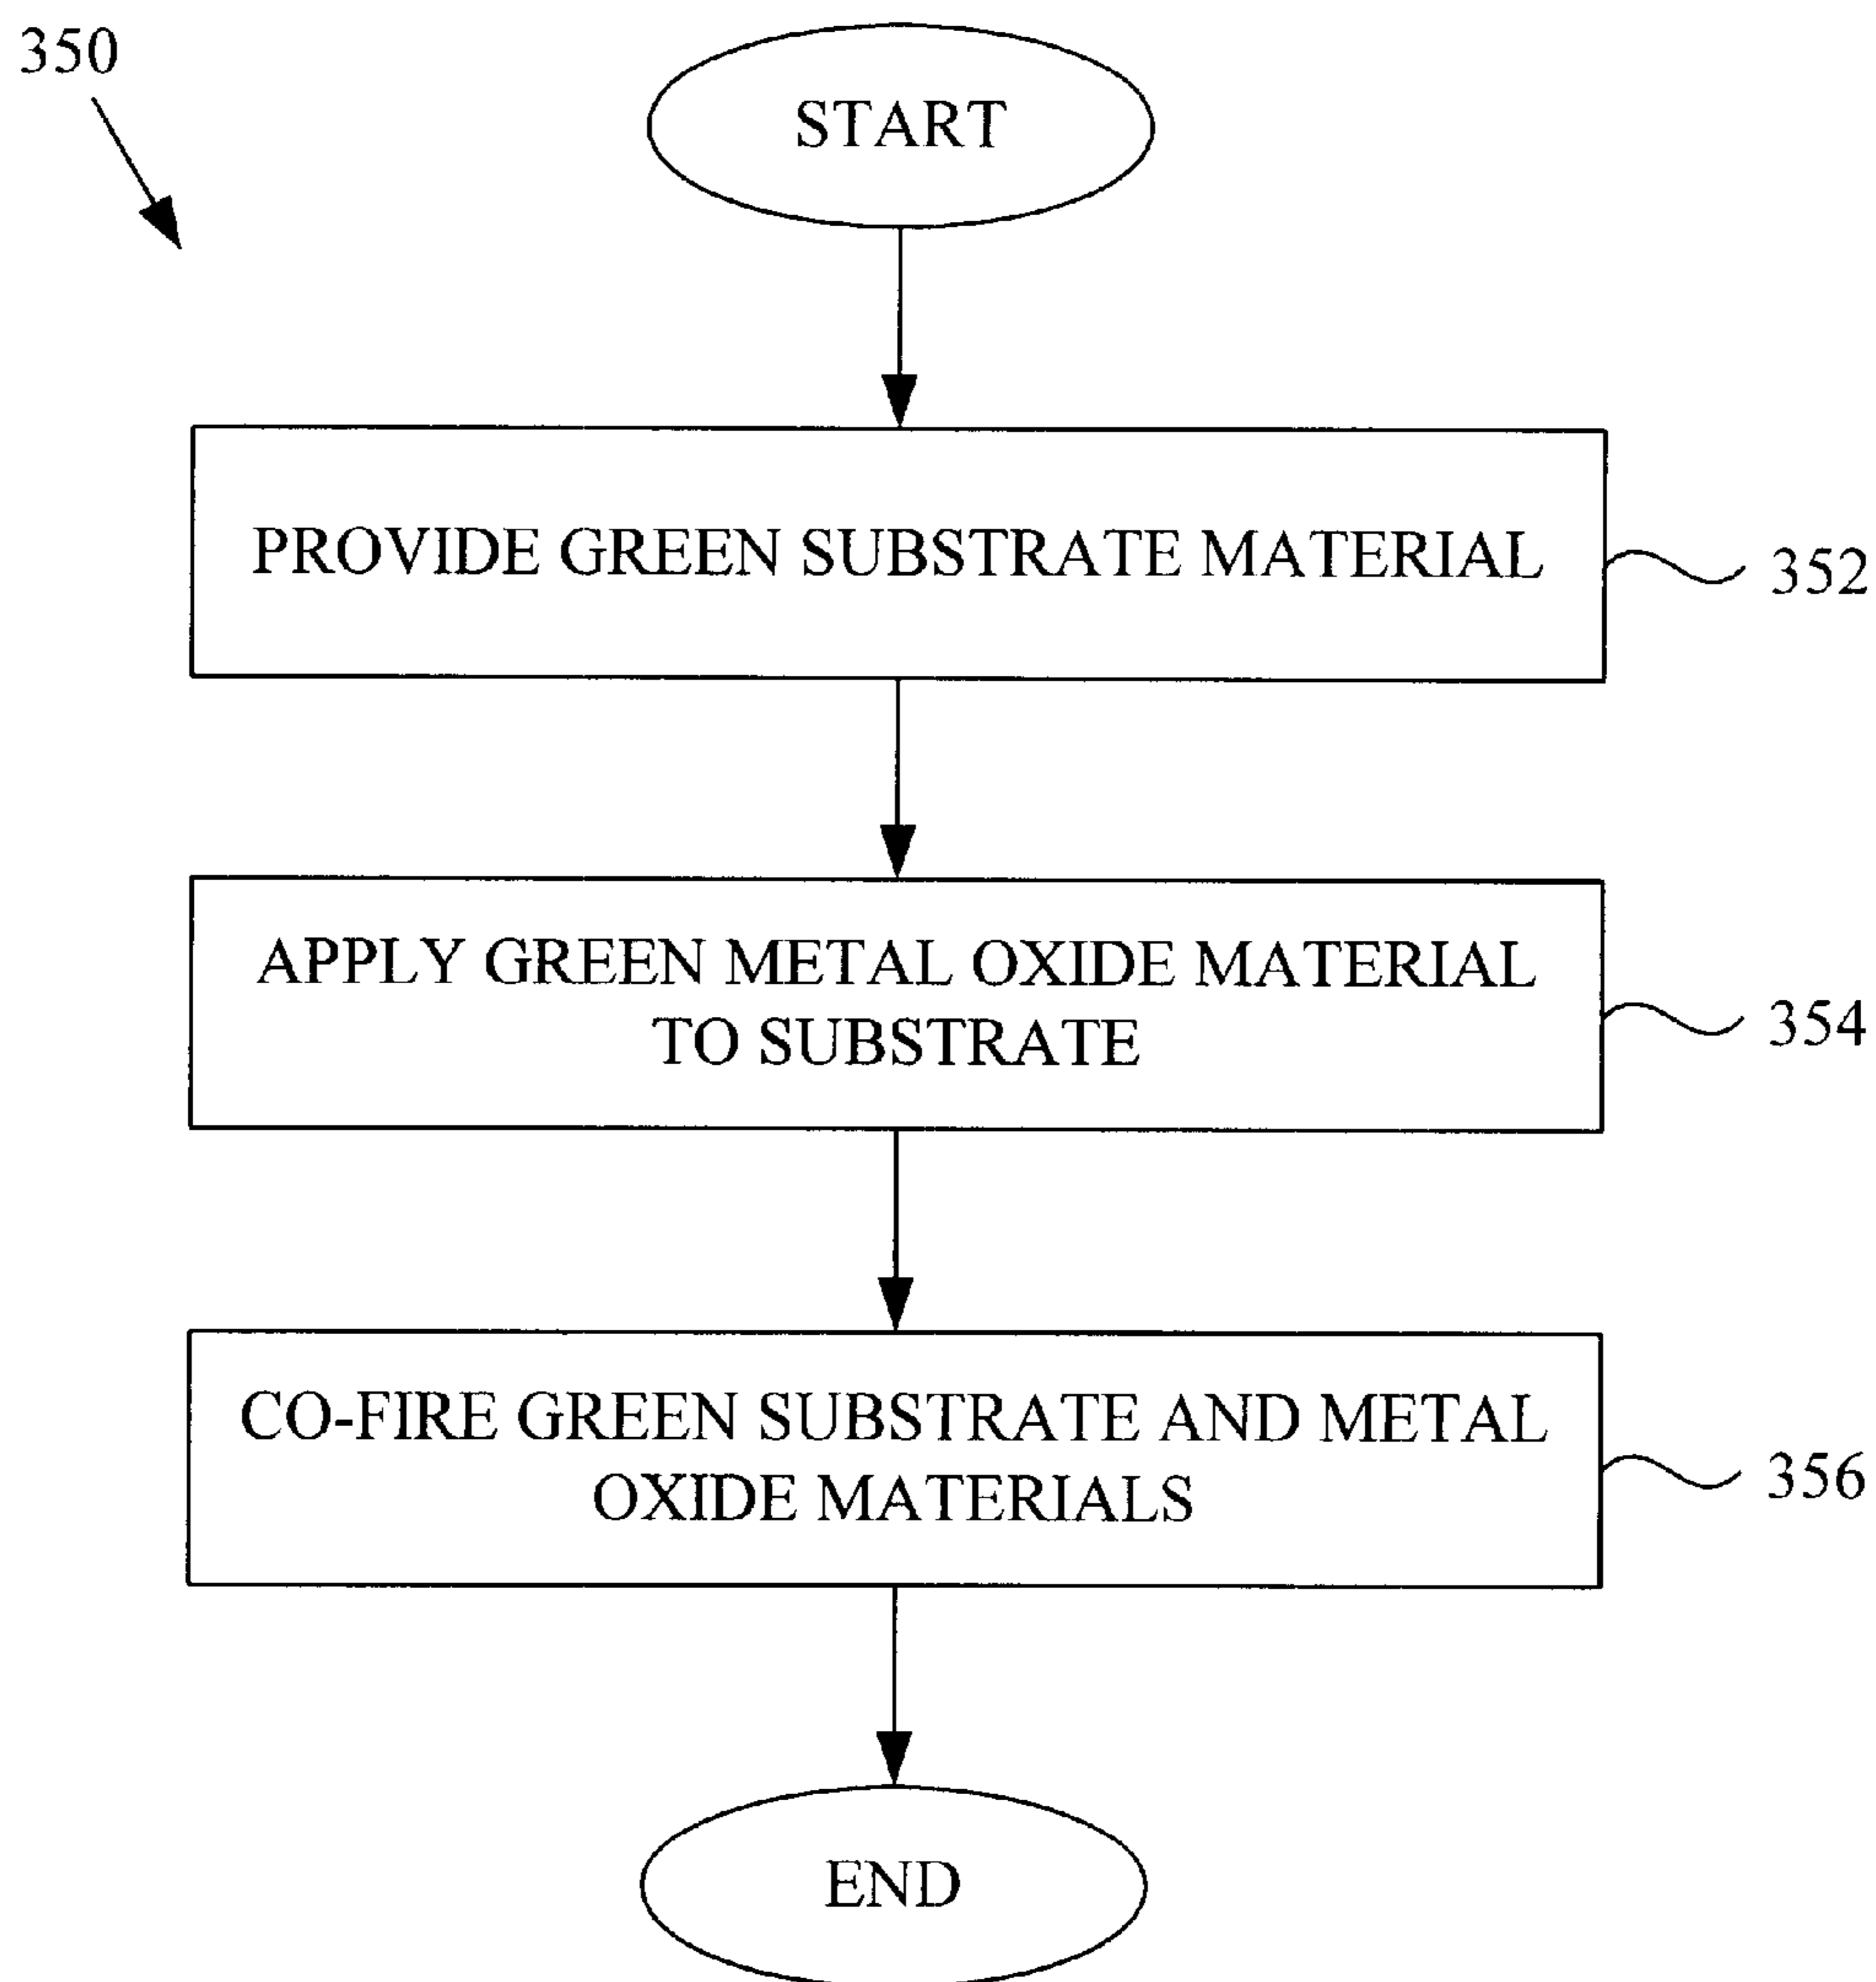 350
START
PROVIDE GREEN SUBSTRATE MATERIAL
352
APPLY GREEN METAL OXIDE MATERIAL
TO SUBSTRATE
354
CO-FIRE GREEN SUBSTRATE AND METAL
OXIDE MATERIALS
356
END